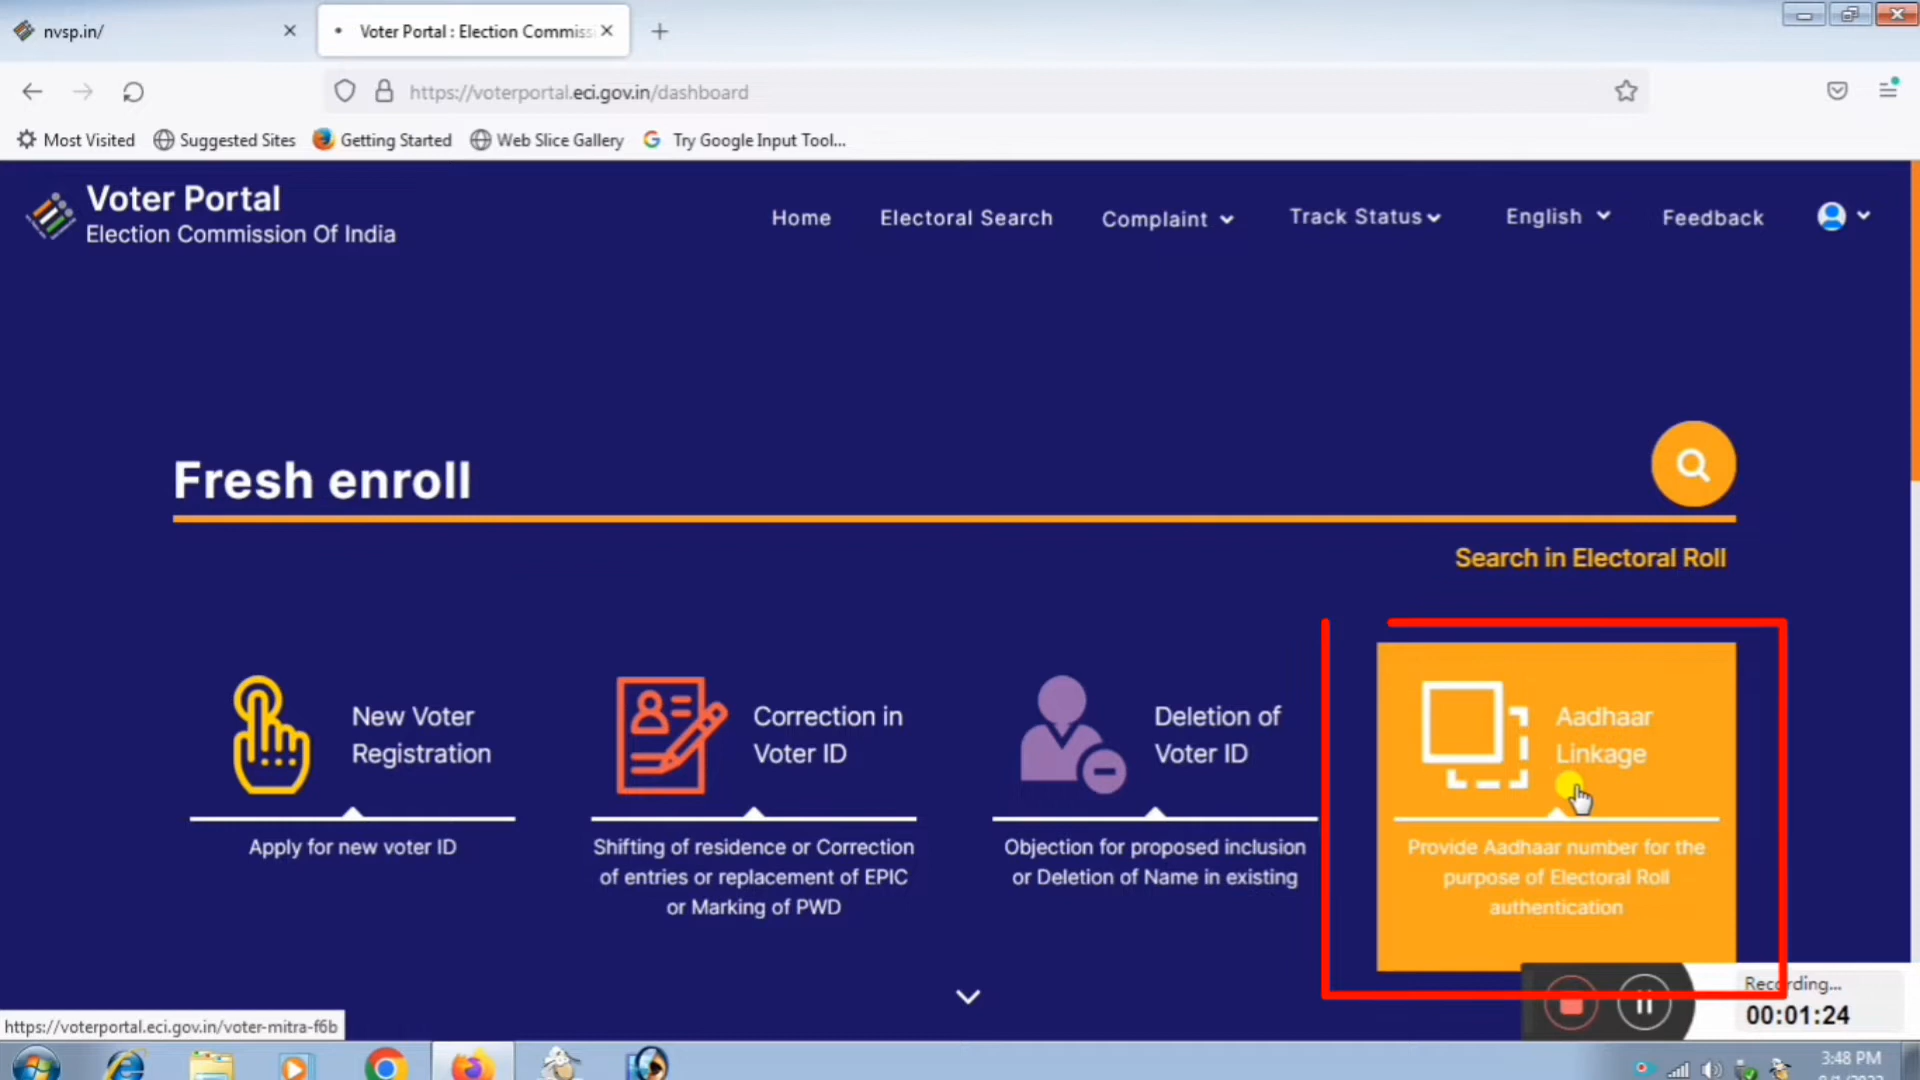 nvsp.in/
Voter Portal : Election Commiss
https://voterportal.eci.gov.in/dashboard
Most Visited Suggested Sites Getting Started Web Slice Gallery Try Google Input Tool...
Voter Portal
Election Commission Of India
Home Electoral Search Complaint Track Status English Feedback
Fresh enroll
Search in Electoral Roll
New Voter
Registration
Apply for new voter ID
Correction in
Voter ID
Shifting of residence or Correction
of entries or replacement of EPIC
or Marking of PWD
Deletion of
Voter ID
Objection for proposed inclusion
or Deletion of Name in existing
Aadhaar
Linkage
Provide Aadhaar number for the
purpose of Electoral Roll
authentication
Recording...
00:01:24
https://voterportal.eci.gov.in/voter-mitra-f6b
3:48 PM